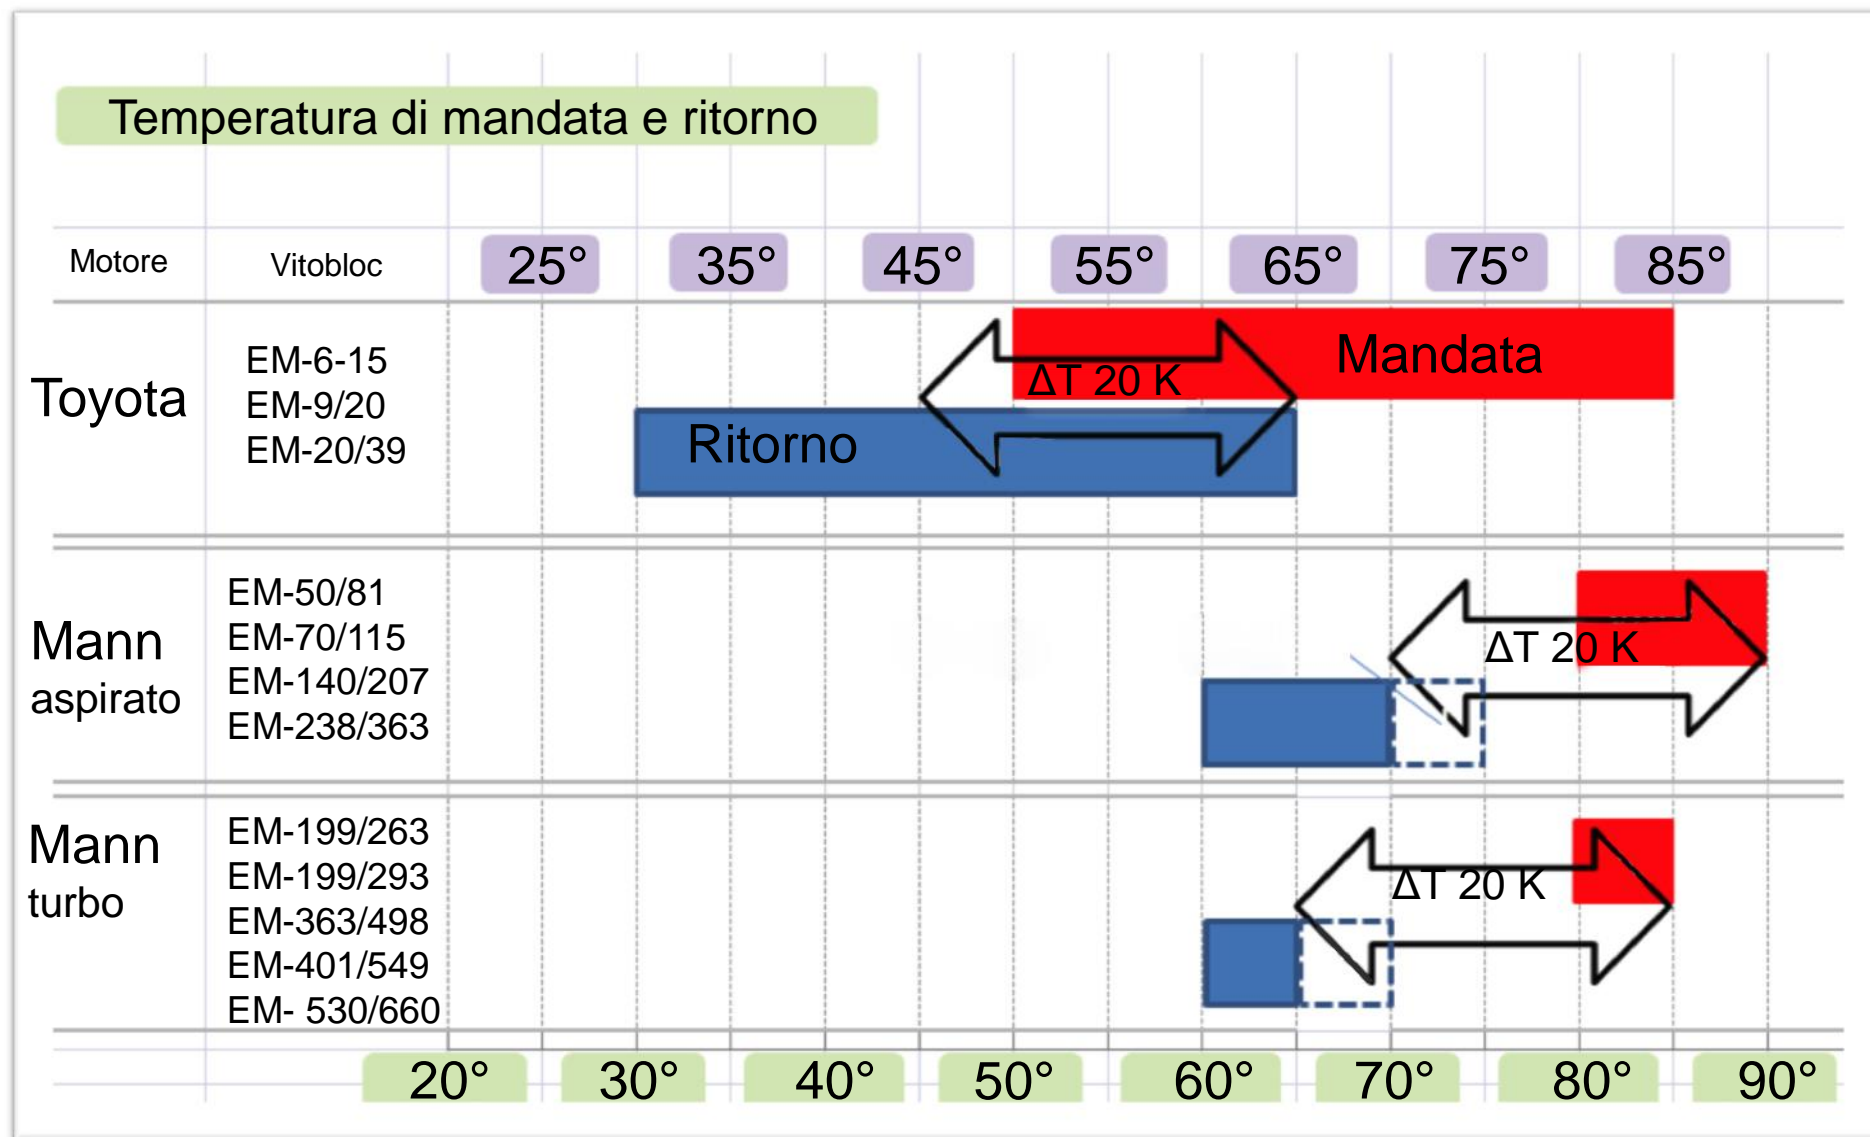 Temperatura di mandata e ritorno
Motore Vitobloc 25° 35° 45° 55° 65° 75° 85°
Toyota
EM-6-15
EM-9/20
EM-20/39
Mandata
ΔT 20 K
Ritorno
Mann
aspirato
EM-50/81
EM-70/115
EM-140/207
EM-238/363
ΔT 20 K
Mann
turbo
EM-199/263
EM-199/293
EM-363/498
EM-401/549
EM- 530/660
ΔT 20 K
20° 30° 40° 50° 60° 70° 80° 90°